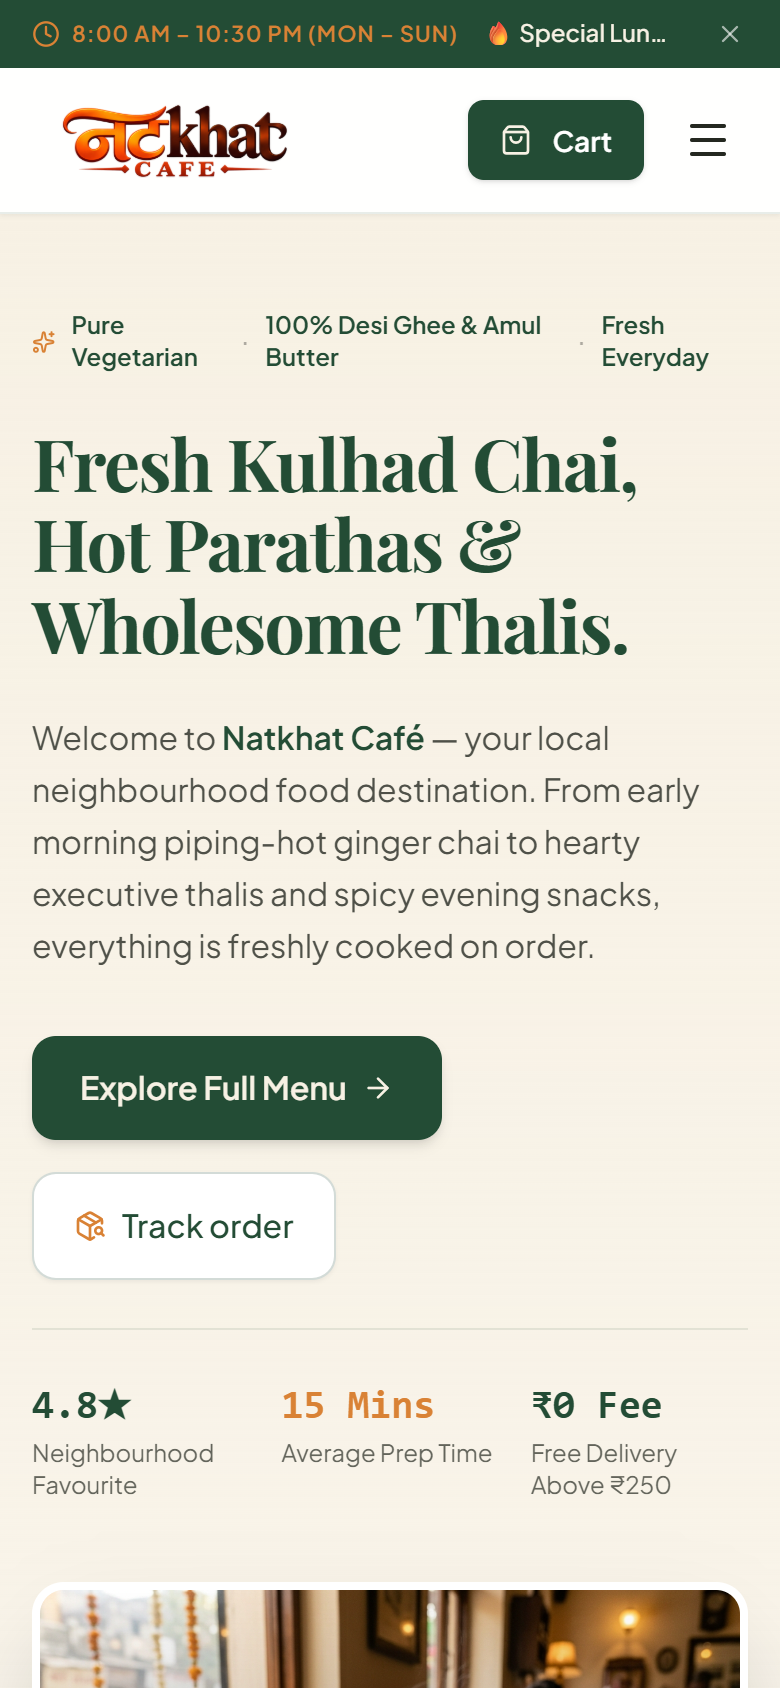 8:00 AM – 10:30 PM (MON – SUN) 🔥 Special Lun...
नटkhat
CAFE
Cart
Pure Vegetarian · 100% Desi Ghee & Amul Butter · Fresh Everyday
Fresh Kulhad Chai,
Hot Parathas &
Wholesome Thalis.
Welcome to Natkhat Café — your local
neighbourhood food destination. From early
morning piping-hot ginger chai to hearty
executive thalis and spicy evening snacks,
everything is freshly cooked on order.
Explore Full Menu →
Track order
4.8★
Neighbourhood
Favourite
15 Mins
Average Prep Time
₹0 Fee
Free Delivery
Above ₹250